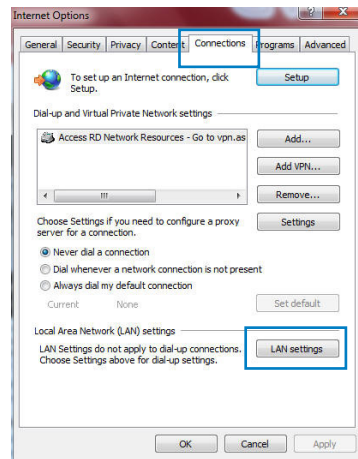 Internet Options
General Security Privacy Content Connections Programs Advanced
To set up an Internet connection, click
Setup.
Setup
Dial-up and Virtual Private Network settings
Access RD Network Resources - Go to vpn.as
Add...
Add VPN...
Remove...
Choose Settings if you need to configure a proxy
server for a connection.
Settings
Never dial a connection
Dial whenever a network connection is not present
Always dial my default connection
Current None
Set default
Local Area Network (LAN) settings
LAN Settings do not apply to dial-up connections.
Choose Settings above for dial-up settings.
LAN settings
OK Cancel Apply